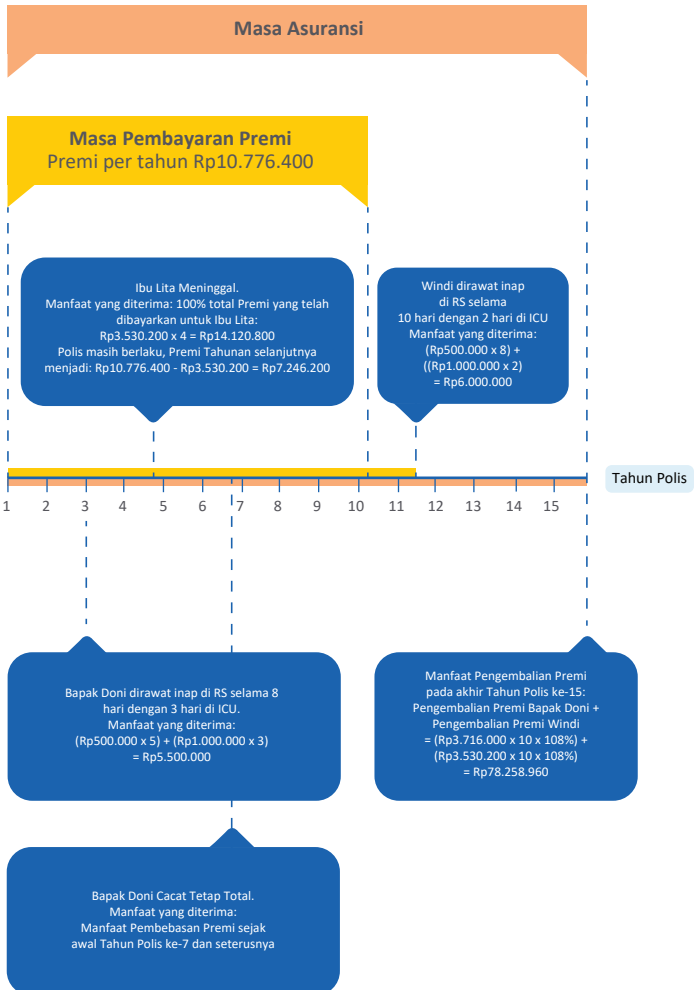 Masa Asuransi
Masa Pembayaran Premi
Premi per tahun Rp10.776.400
Ibu Lita Meninggal.
Manfaat yang diterima: 100% total Premi yang telah
dibayarkan untuk Ibu Lita:
Rp3.530.200 x 4 = Rp14.120.800
Polis masih berlaku, Premi Tahunan selanjutnya
menjadi: Rp10.776.400 - Rp3.530.200 = Rp7.246.200
Windi dirawat inap
di RS selama
10 hari dengan 2 hari di ICU
Manfaat yang diterima:
(Rp500.000 x 8) +
((Rp1.000.000 x 2)
= Rp6.000.000
Tahun Polis
1 2 3 4 5 6 7 8 9 10 11 12 13 14 15
Bapak Doni dirawat inap di RS selama 8
hari dengan 3 hari di ICU.
Manfaat yang diterima:
(Rp500.000 x 5) + (Rp1.000.000 x 3)
= Rp5.500.000
Manfaat Pengembalian Premi
pada akhir Tahun Polis ke-15:
Pengembalian Premi Bapak Doni +
Pengembalian Premi Windi
= (Rp3.716.000 x 10 x 108%) +
(Rp3.530.200 x 10 x 108%)
= Rp78.258.960
Bapak Doni Cacat Tetap Total.
Manfaat yang diterima:
Manfaat Pembebasan Premi sejak
awal Tahun Polis ke-7 dan seterusnya